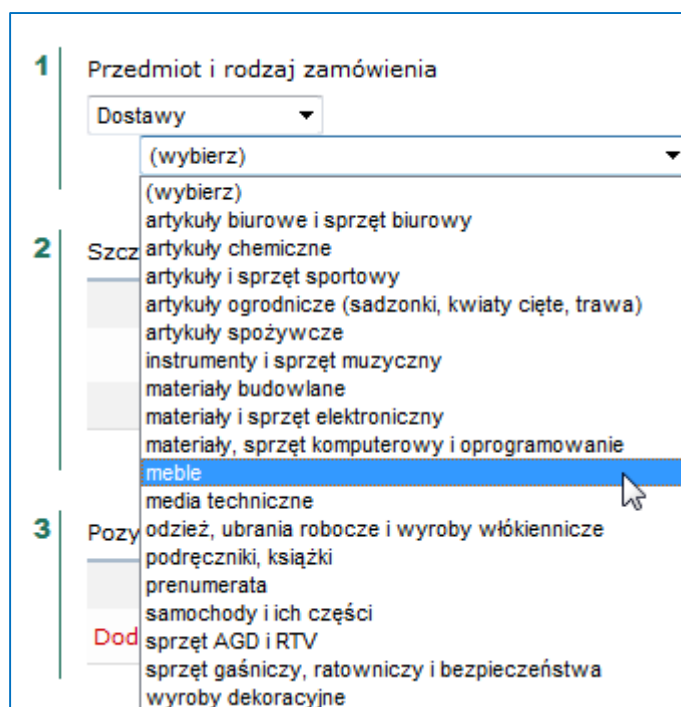 1
Przedmiot i rodzaj zamówienia
Dostawy
(wybierz)
(wybierz)
artykuły biurowe i sprzęt biurowy
artykuły chemiczne
2
Szcz
artykuły i sprzęt sportowy
artykuły ogrodnicze (sadzonki, kwiaty cięte, trawa)
artykuły spożywcze
instrumenty i sprzęt muzyczny
materiały budowlane
materiały i sprzęt elektroniczny
materiały, sprzęt komputerowy i oprogramowanie
meble
media techniczne
3
Pozy
odzież, ubrania robocze i wyroby włókiennicze
podręczniki, książki
prenumerata
samochody i ich części
Dod
sprzęt AGD i RTV
sprzęt gaśniczy, ratowniczy i bezpieczeństwa
wyroby dekoracyjne